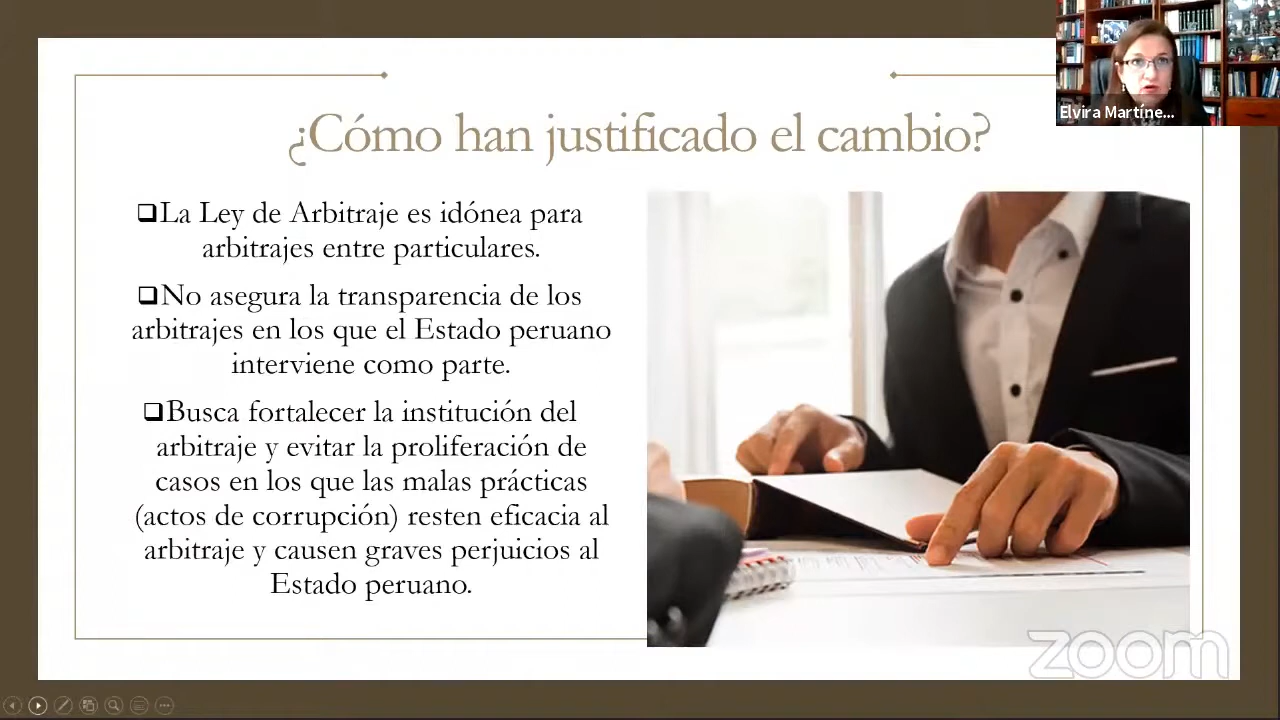 Elvira Martíne...
¿Cómo han justificado el cambio?
❑La Ley de Arbitraje es idónea para
arbitrajes entre particulares.
❑No asegura la transparencia de los
arbitrajes en los que el Estado peruano
interviene como parte.
❑Busca fortalecer la institución del
arbitraje y evitar la proliferación de
casos en los que las malas prácticas
(actos de corrupción) resten eficacia al
arbitraje y causen graves perjuicios al
Estado peruano.
zoom